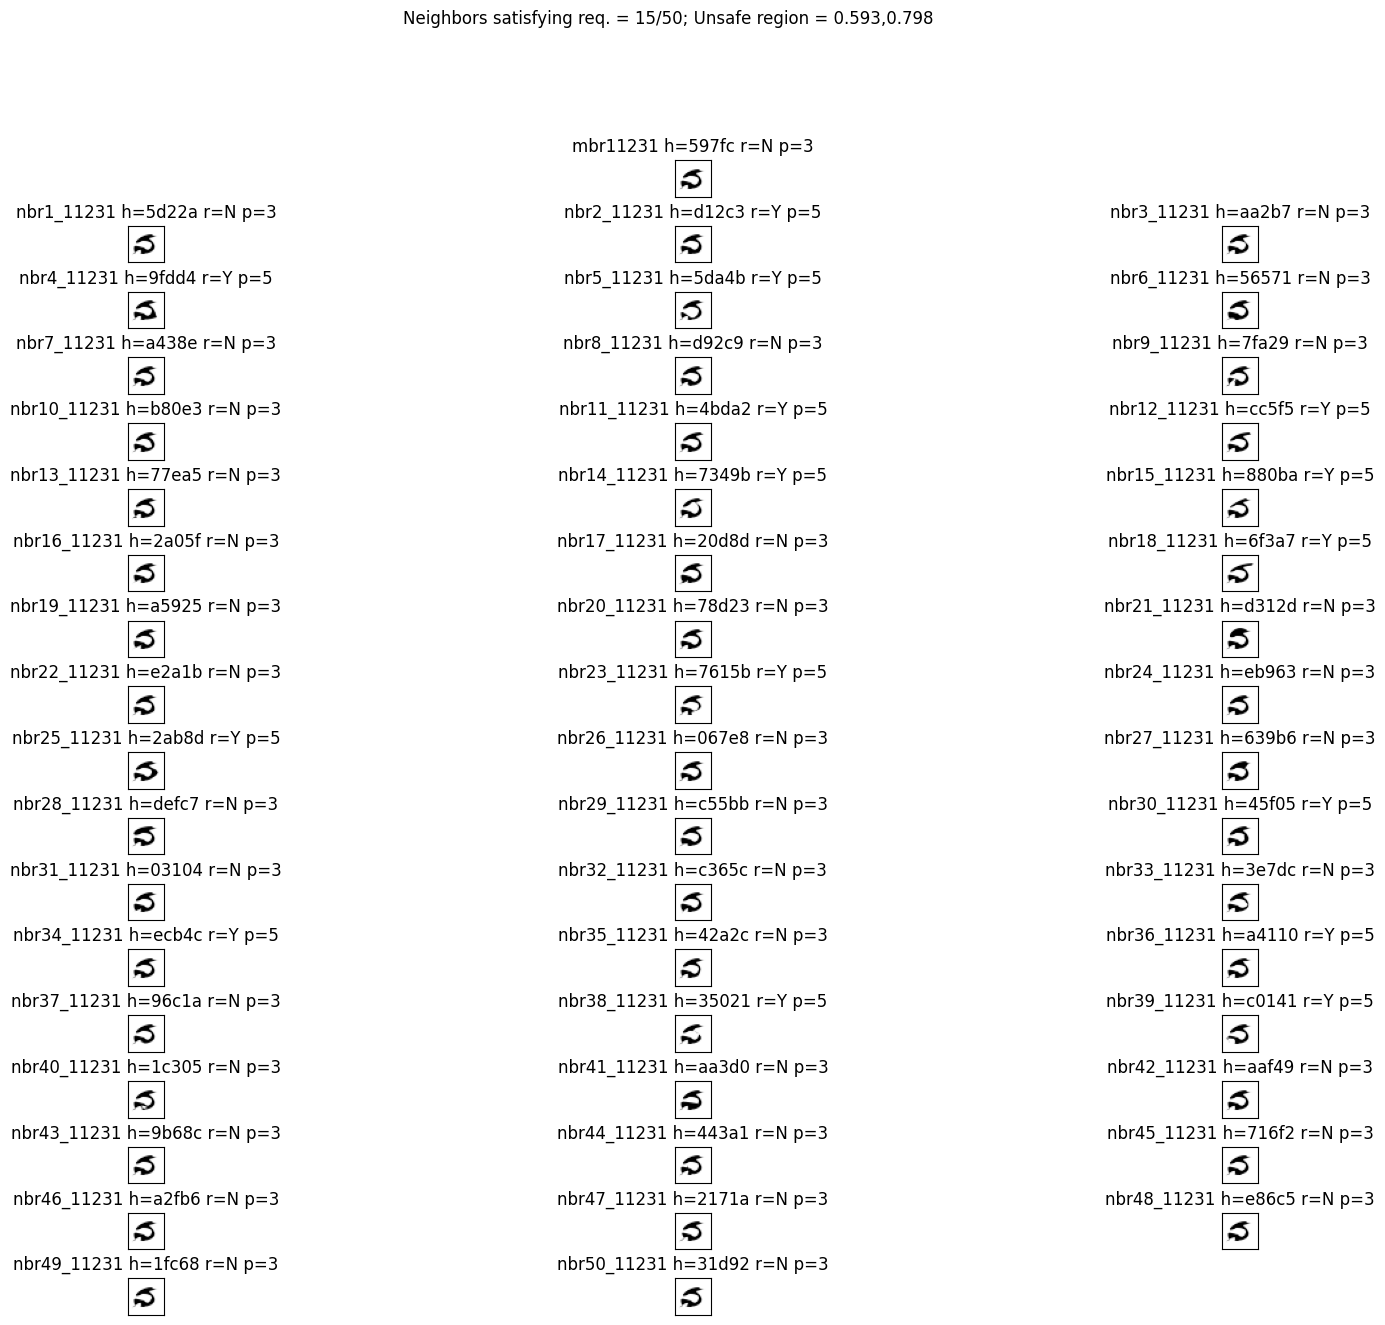 Neighbors satisfying req. = 15/50; Unsafe region = 0.593,0.798
mbr11231 h=597fc r=N p=3
nbr1_11231 h=5d22a r=N p=3 nbr2_11231 h=d12c3 r=Y p=5 nbr3_11231 h=aa2b7 r=N p=3
nbr4_11231 h=9fdd4 r=Y p=5 nbr5_11231 h=5da4b r=Y p=5 nbr6_11231 h=56571 r=N p=3
nbr7_11231 h=a438e r=N p=3 nbr8_11231 h=d92c9 r=N p=3 nbr9_11231 h=7fa29 r=N p=3
nbr10_11231 h=b80e3 r=N p=3 nbr11_11231 h=4bda2 r=Y p=5 nbr12_11231 h=cc5f5 r=Y p=5
nbr13_11231 h=77ea5 r=N p=3 nbr14_11231 h=7349b r=Y p=5 nbr15_11231 h=880ba r=Y p=5
nbr16_11231 h=2a05f r=N p=3 nbr17_11231 h=20d8d r=N p=3 nbr18_11231 h=6f3a7 r=Y p=5
nbr19_11231 h=a5925 r=N p=3 nbr20_11231 h=78d23 r=N p=3 nbr21_11231 h=d312d r=N p=3
nbr22_11231 h=e2a1b r=N p=3 nbr23_11231 h=7615b r=Y p=5 nbr24_11231 h=eb963 r=N p=3
nbr25_11231 h=2ab8d r=Y p=5 nbr26_11231 h=067e8 r=N p=3 nbr27_11231 h=639b6 r=N p=3
nbr28_11231 h=defc7 r=N p=3 nbr29_11231 h=c55bb r=N p=3 nbr30_11231 h=45f05 r=Y p=5
nbr31_11231 h=03104 r=N p=3 nbr32_11231 h=c365c r=N p=3 nbr33_11231 h=3e7dc r=N p=3
nbr34_11231 h=ecb4c r=Y p=5 nbr35_11231 h=42a2c r=N p=3 nbr36_11231 h=a4110 r=Y p=5
nbr37_11231 h=96c1a r=N p=3 nbr38_11231 h=35021 r=Y p=5 nbr39_11231 h=c0141 r=Y p=5
nbr40_11231 h=1c305 r=N p=3 nbr41_11231 h=aa3d0 r=N p=3 nbr42_11231 h=aaf49 r=N p=3
nbr43_11231 h=9b68c r=N p=3 nbr44_11231 h=443a1 r=N p=3 nbr45_11231 h=716f2 r=N p=3
nbr46_11231 h=a2fb6 r=N p=3 nbr47_11231 h=2171a r=N p=3 nbr48_11231 h=e86c5 r=N p=3
nbr49_11231 h=1fc68 r=N p=3 nbr50_11231 h=31d92 r=N p=3